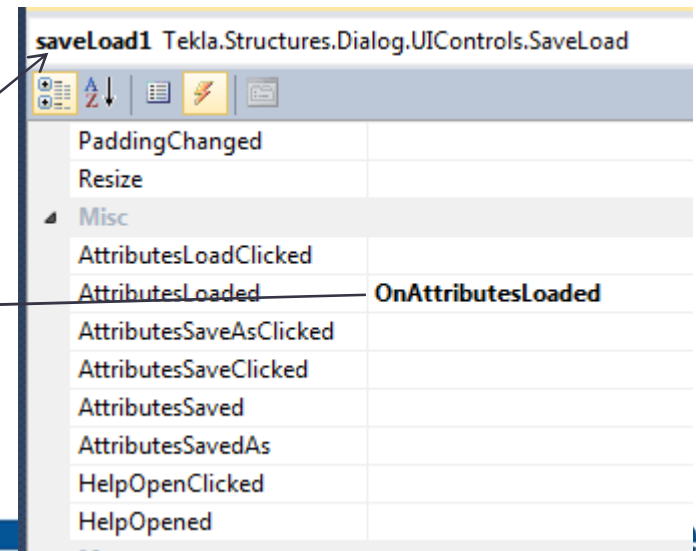 saveLoad1 Tekla.Structures.Dialog.UIControls.SaveLoad
PaddingChanged
Resize
Misc
AttributesLoadClicked
AttributesLoaded OnAttributesLoaded
AttributesSaveAsClicked
AttributesSaveClicked
AttributesSaved
AttributesSavedAs
HelpOpenClicked
HelpOpened